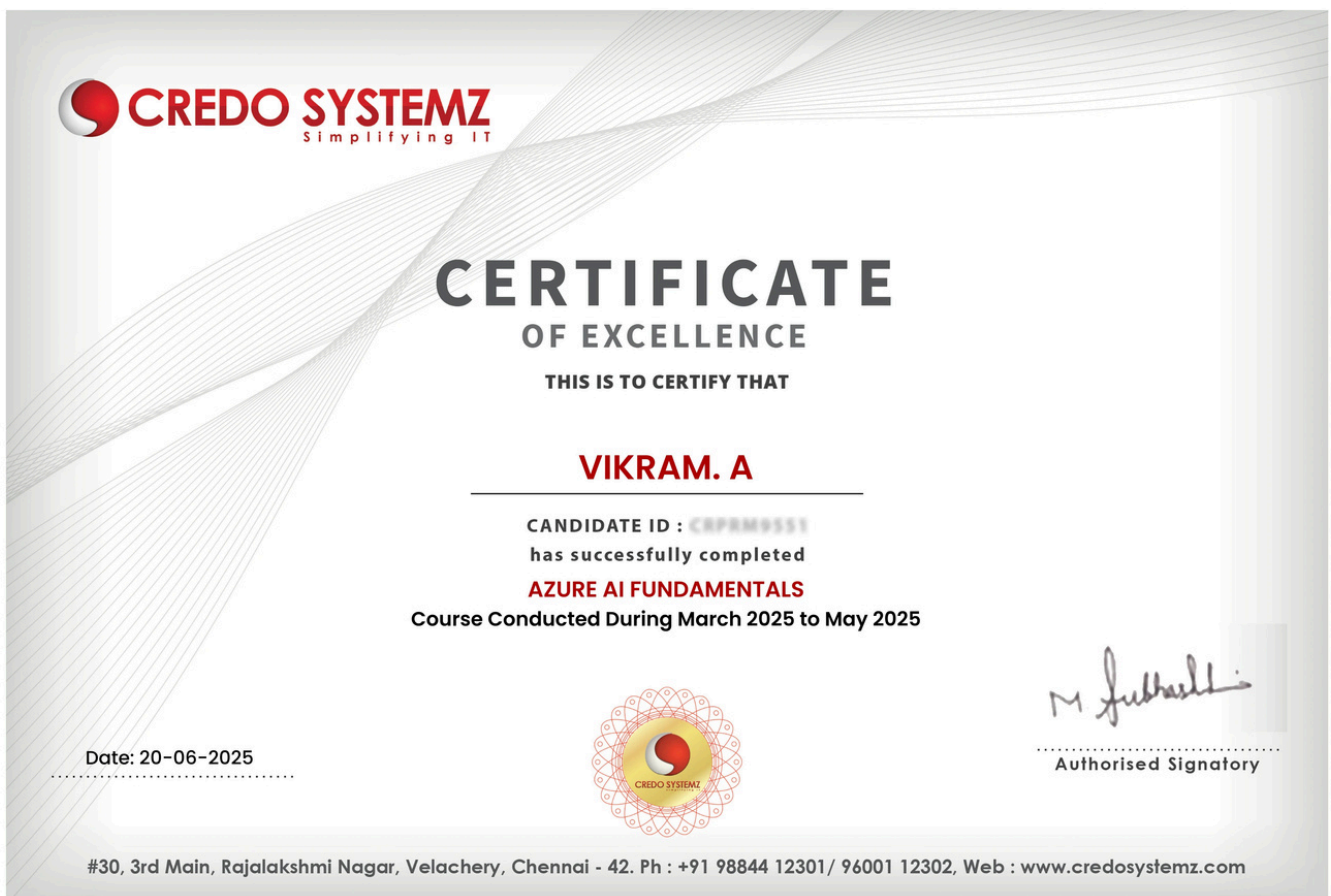 CREDO SYSTEMZ
Simplifying IT
CERTIFICATE
OF EXCELLENCE
THIS IS TO CERTIFY THAT
VIKRAM. A
CANDIDATE ID :
has successfully completed
AZURE AI FUNDAMENTALS
Course Conducted During March 2025 to May 2025
Date: 20-06-2025
CREDO SYSTEMZ
Authorised Signatory
#30, 3rd Main, Rajalakshmi Nagar, Velachery, Chennai - 42. Ph : +91 98844 12301/ 96001 12302, Web : www.credosystemz.com